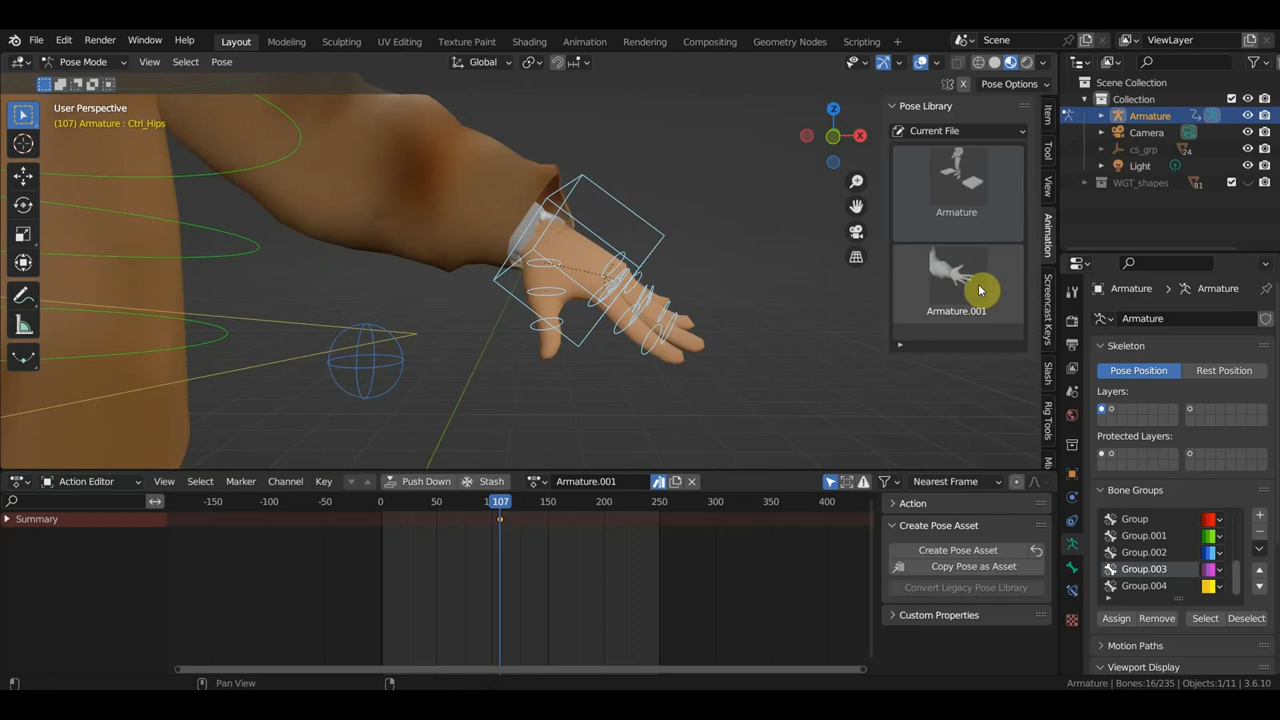 File Edit Render Window Help Layout Modeling Sculpting UV Editing Texture Paint Shading Animation Rendering Compositing Geometry Nodes Scripting + Scene ViewLayer
Pose Mode View Select Pose Global
Pose Options
User Perspective
(107) Armature : Ctrl_Hips
Z
X
Pose Library
Current File
Armature
Armature.001
Item
Tool
View
Animation
Screencast Keys
Slash
Rig Tools
Scene Collection
Collection
Armature
Camera
cs_grp 24
Light
WGT_shapes 81
Armature Armature
Armature
Skeleton
Pose Position Rest Position
Layers:
Protected Layers:
Bone Groups
Group
Group.001
Group.002
Group.003
Group.004
Assign Remove Select Deselect
Motion Paths
Viewport Display
Action Editor View Select Marker Channel Key Push Down Stash Armature.001 Nearest Frame
-150 -100 -50 0 50 107 150 200 250 300 350 400
Summary
Action
Create Pose Asset
Create Pose Asset
Copy Pose as Asset
Convert Legacy Pose Library
Custom Properties
Pan View
Armature | Bones:16/235 | Objects:1/11 | 3.6.10